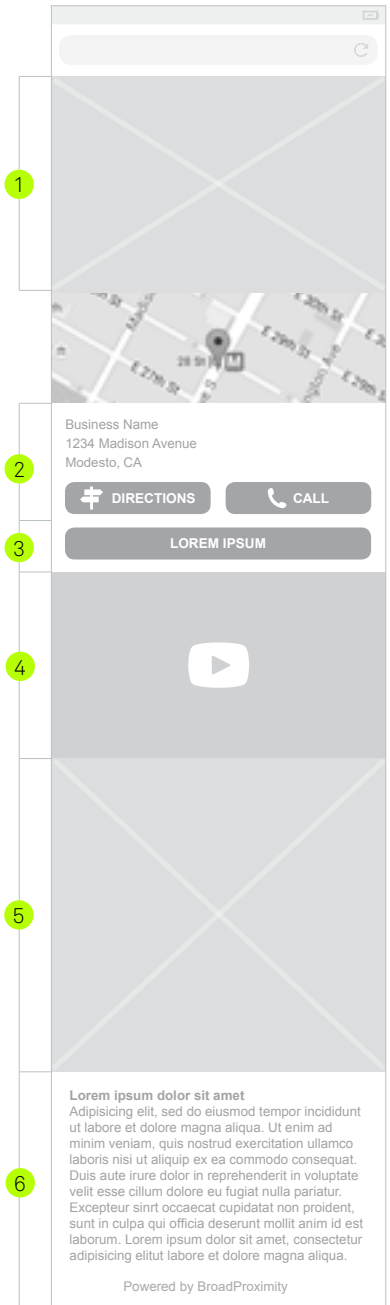 1
E 30th St
E 29th St
28 St
E 27th St
E 29th
2
Business Name
1234 Madison Avenue
Modesto, CA
DIRECTIONS
CALL
3
LOREM IPSUM
4
5
6
Lorem ipsum dolor sit amet
Adipisicing elit, sed do eiusmod tempor incididunt
ut labore et dolore magna aliqua. Ut enim ad
minim veniam, quis nostrud exercitation ullamco
laboris nisi ut aliquip ex ea commodo consequat.
Duis aute irure dolor in reprehenderit in voluptate
velit esse cillum dolore eu fugiat nulla pariatur.
Excepteur sinrt occaecat cupidatat non proident,
sunt in culpa qui officia deserunt mollit anim id est
laborum. Lorem ipsum dolor sit amet, consectetur
adipisicing elitut labore et dolore magna aliqua.
Powered by BroadProximity